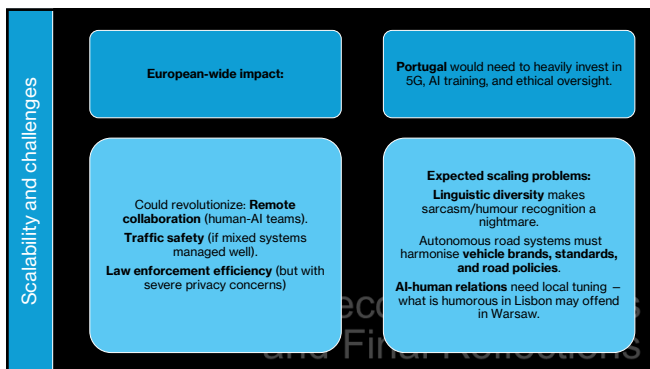 Scalability and challenges
European-wide impact:
Portugal would need to heavily invest in
5G, AI training, and ethical oversight.
Could revolutionize: Remote
collaboration (human-AI teams).
Traffic safety (if mixed systems
managed well).
Law enforcement efficiency (but with
severe privacy concerns)
Expected scaling problems:
Linguistic diversity makes
sarcasm/humour recognition a
nightmare.
Autonomous road systems must
harmonise vehicle brands, standards,
and road policies.
AI-human relations need local tuning –
what is humorous in Lisbon may offend
in Warsaw.
and Final Reflections